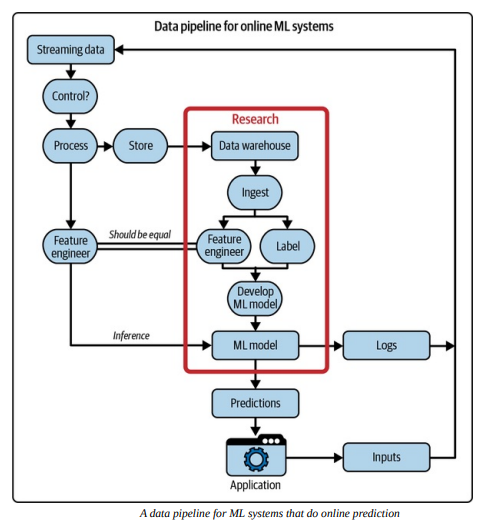 Data pipeline for online ML systems
Streaming data
Control?
Research
Process
Store
Data warehouse
Ingest
Should be equal
Feature
engineer
Feature
engineer
Label
Develop
ML model
Inference
ML model
Logs
Predictions
Application
Inputs
A data pipeline for ML systems that do online prediction